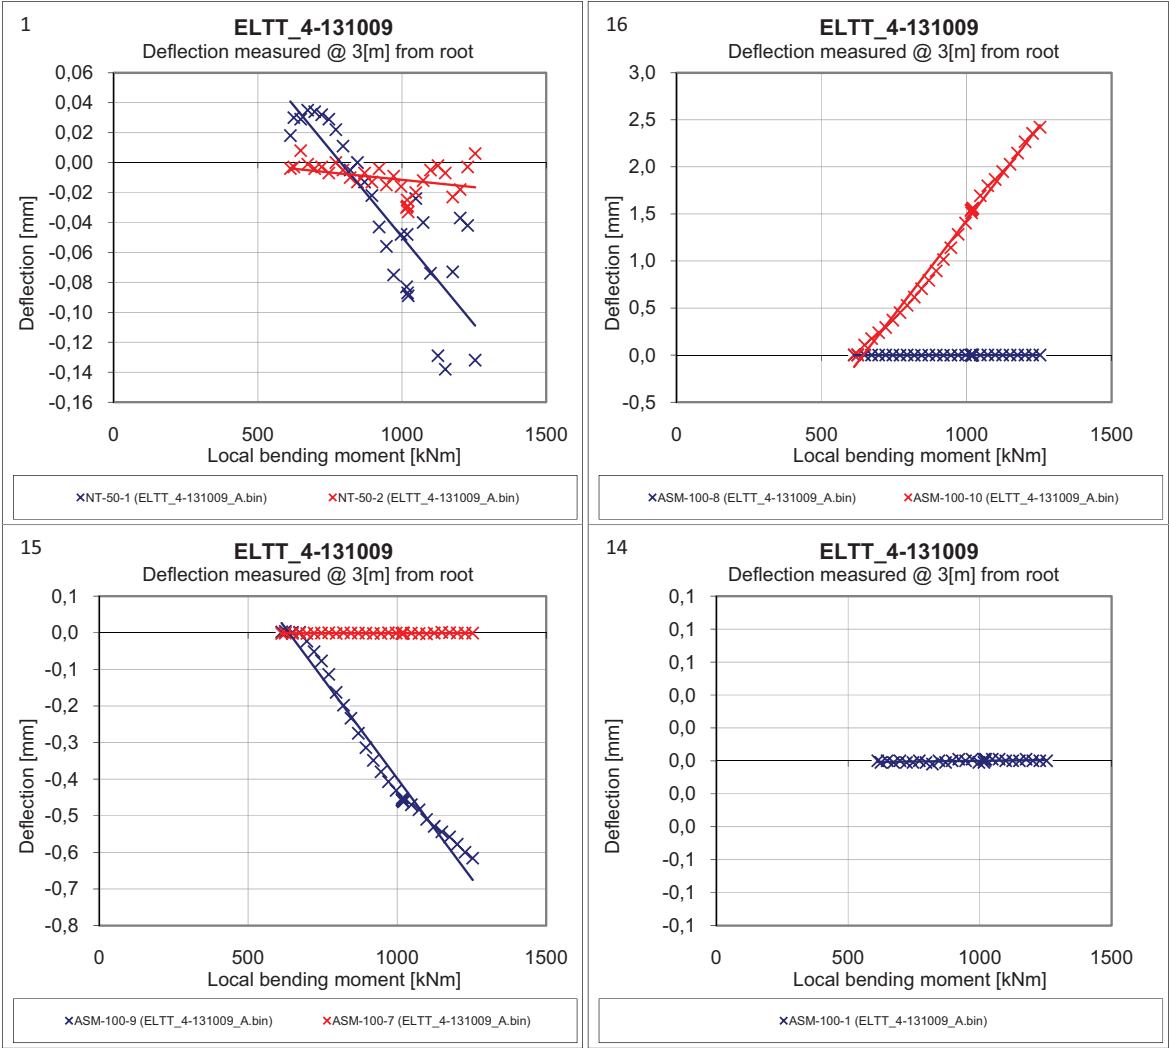 1
ELTT_4-131009
Deflection measured @ 3[m] from root
Deflection [mm]
0,06
0,04
0,02
0,00
-0,02
-0,04
-0,06
-0,08
-0,10
-0,12
-0,14
-0,16
0 500 1000 1500
Local bending moment [kNm]
NT-50-1 (ELTT_4-131009_A.bin) NT-50-2 (ELTT_4-131009_A.bin)
16
ELTT_4-131009
Deflection measured @ 3[m] from root
Deflection [mm]
3,0
2,5
2,0
1,5
1,0
0,5
0,0
-0,5
0 500 1000 1500
Local bending moment [kNm]
ASM-100-8 (ELTT_4-131009_A.bin) ASM-100-10 (ELTT_4-131009_A.bin)
15
ELTT_4-131009
Deflection measured @ 3[m] from root
Deflection [mm]
0,1
0,0
-0,1
-0,2
-0,3
-0,4
-0,5
-0,6
-0,7
-0,8
0 500 1000 1500
Local bending moment [kNm]
ASM-100-9 (ELTT_4-131009_A.bin) ASM-100-7 (ELTT_4-131009_A.bin)
14
ELTT_4-131009
Deflection measured @ 3[m] from root
Deflection [mm]
0,1
0,1
0,1
0,0
0,0
0,0
0,0
0,0
-0,1
-0,1
-0,1
0 500 1000 1500
Local bending moment [kNm]
ASM-100-1 (ELTT_4-131009_A.bin)